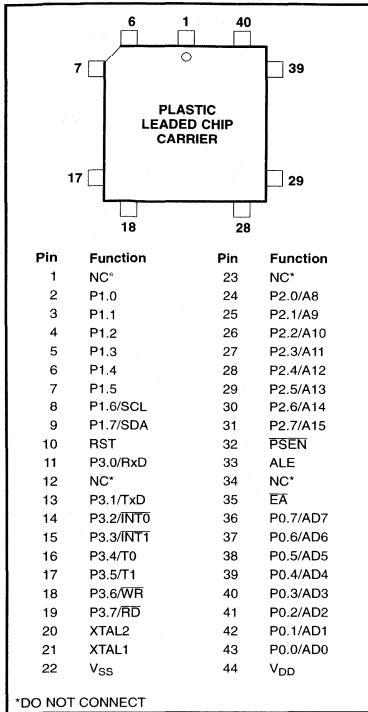 6 1 40
7 39
PLASTIC
LEADED CHIP
CARRIER
17 29
18 28
Pin Function Pin Function
1 NC* 23 NC*
2 P1.0 24 P2.0/A8
3 P1.1 25 P2.1/A9
4 P1.2 26 P2.2/A10
5 P1.3 27 P2.3/A11
6 P1.4 28 P2.4/A12
7 P1.5 29 P2.5/A13
8 P1.6/SCL 30 P2.6/A14
9 P1.7/SDA 31 P2.7/A15
10 RST 32 P̅S̅E̅N̅
11 P3.0/RxD 33 ALE
12 NC* 34 NC*
13 P3.1/TxD 35 E̅A̅
14 P3.2/I̅N̅T̅0̅ 36 P0.7/AD7
15 P3.3/I̅N̅T̅1̅ 37 P0.6/AD6
16 P3.4/T0 38 P0.5/AD5
17 P3.5/T1 39 P0.4/AD4
18 P3.6/W̅R̅ 40 P0.3/AD3
19 P3.7/R̅D̅ 41 P0.2/AD2
20 XTAL2 42 P0.1/AD1
21 XTAL1 43 P0.0/AD0
22 VSS 44 VDD
*DO NOT CONNECT